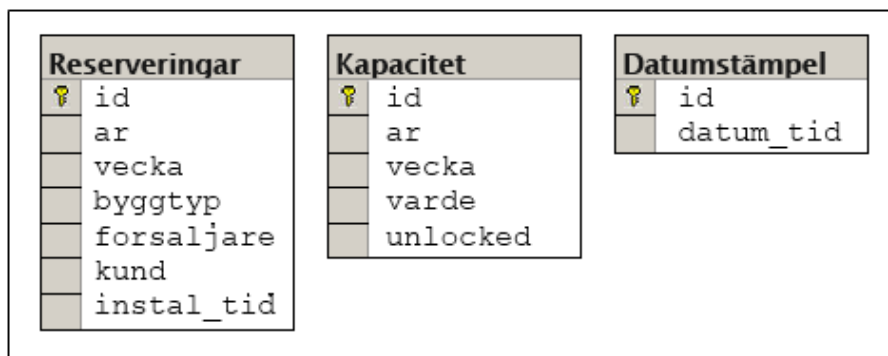 Reserveringar
id
ar
vecka
byggtyp
forsaljare
kund
instal_tid
Kapacitet
id
ar
vecka
varde
unlocked
Datumstämpel
id
datum_tid